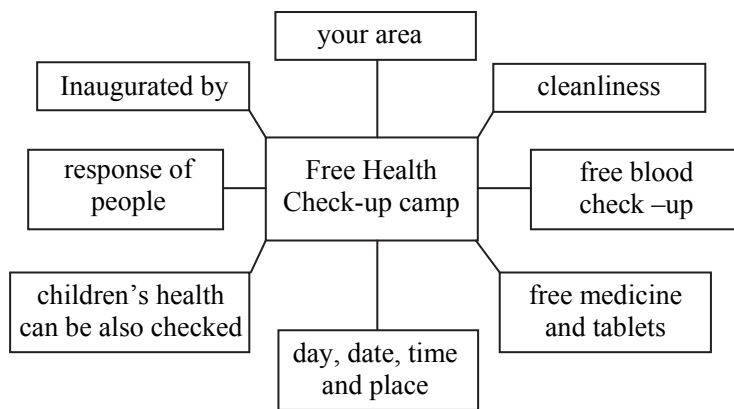 your area
Inaugurated by
cleanliness
Free Health
Check-up camp
response of
people
free blood
check –up
children’s health
can be also checked
free medicine
and tablets
day, date, time
and place